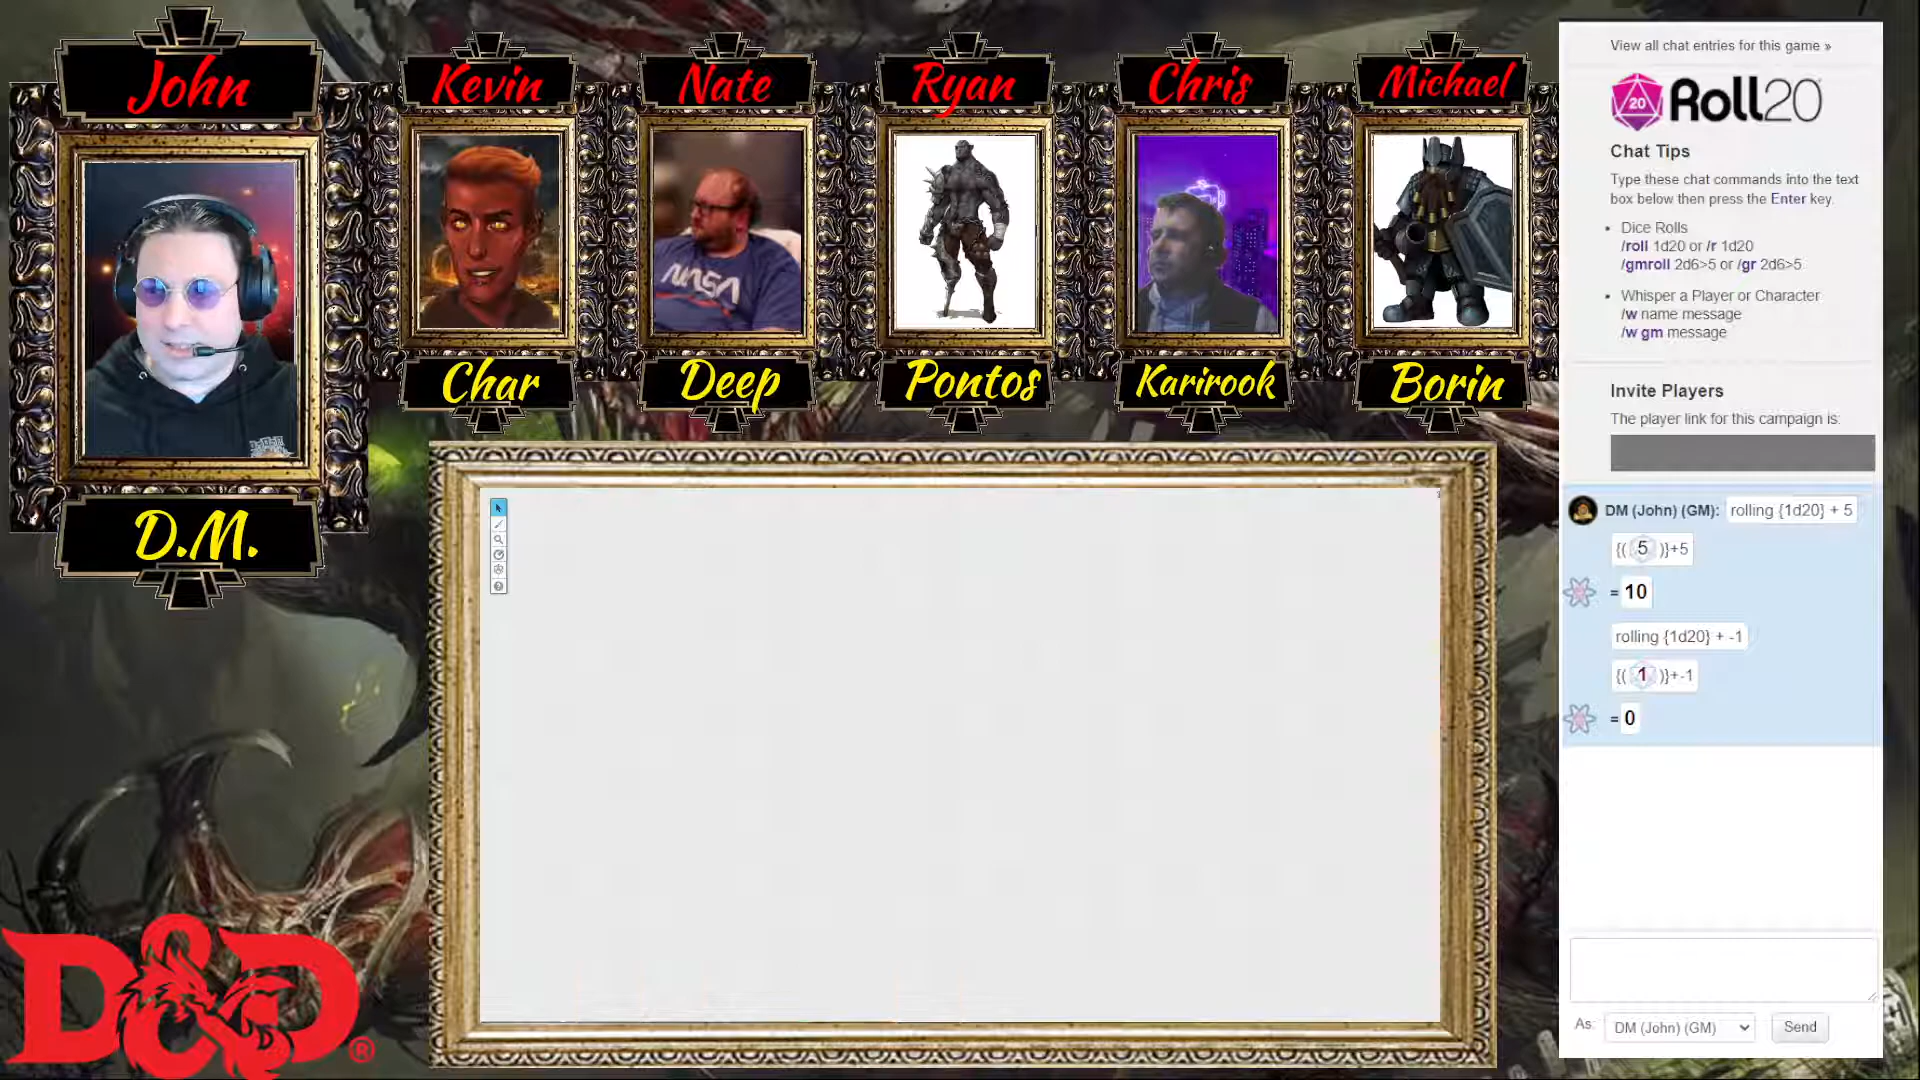 John
Kevin
Nate
Ryan
Chris
Michael
NASA
Char
Deep
Pontos
Karirook
Borin
D.M.
D&D®
View all chat entries for this game »
20 Roll20
Chat Tips
Type these chat commands into the text
box below then press the Enter key.
Dice Rolls
/roll 1d20 or /r 1d20
/gmroll 2d6>5 or /gr 2d6>5
Whisper a Player or Character
/w name message
/w gm message
Invite Players
The player link for this campaign is:
DM (John) (GM): rolling {1d20} + 5
{( 5 )}+5
= 10
rolling {1d20} + -1
{( 1 )}+-1
= 0
As: DM (John) (GM) Send